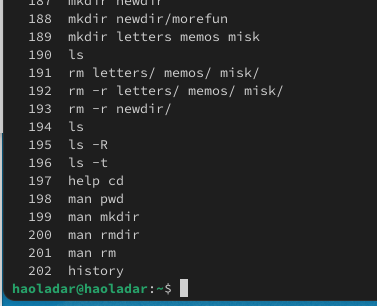 187 mkdir newdir
188 mkdir newdir/morefun
189 mkdir letters memos misk
190 ls
191 rm letters/ memos/ misk/
192 rm -r letters/ memos/ misk/
193 rm -r newdir/
194 ls
195 ls -R
196 ls -t
197 help cd
198 man pwd
199 man mkdir
200 man rmdir
201 man rm
202 history
haoladar@haoladar:~$